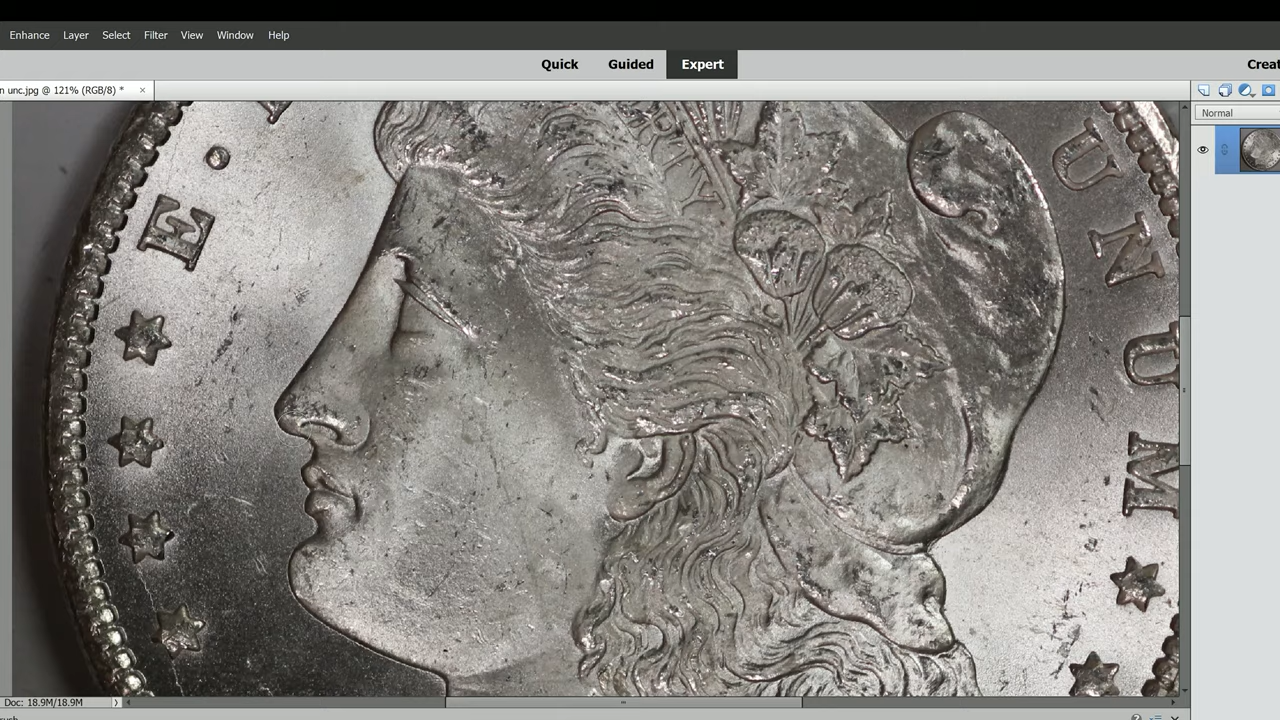 Enhance Layer Select Filter View Window Help
Quick Guided Expert
n unc.jpg @ 121% (RGB/8) * ×
Normal
E.
UNUM
Doc: 18.9M/18.9M